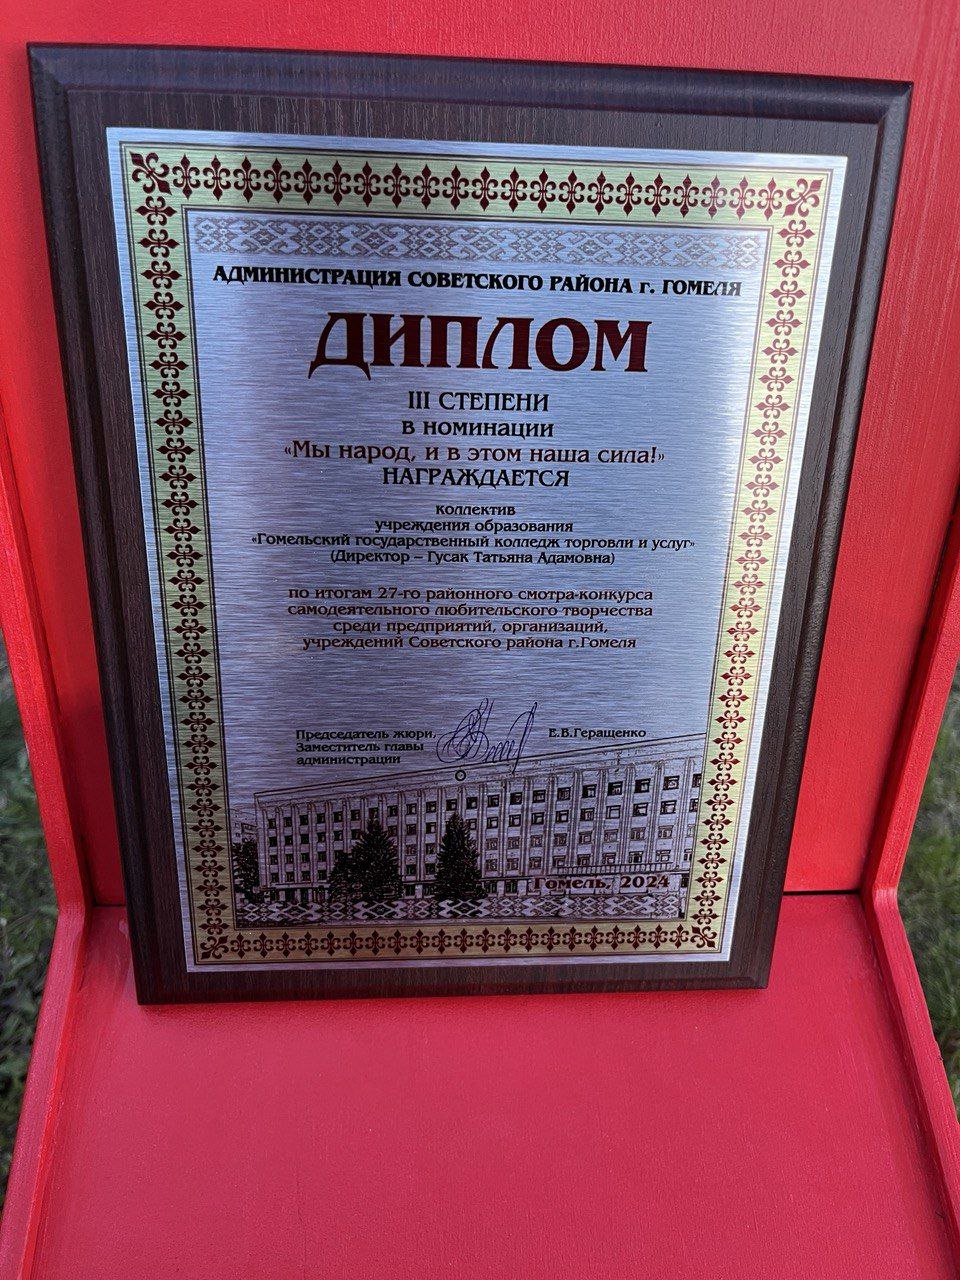 АДМИНИСТРАЦИЯ СОВЕТСКОГО РАЙОНА г. ГОМЕЛЯ
ДИПЛОМ
III СТЕПЕНИ
в номинации
«Мы народ, и в этом наша сила!»
НАГРАЖДАЕТСЯ
коллектив
учреждения образования
«Гомельский государственный колледж торговли и услуг»
(Директор – Гусак Татьяна Адамовна)
по итогам 27-го районного смотра-конкурса
самодеятельного любительского творчества
среди предприятий, организаций,
учреждений Советского района г.Гомеля
Председатель жюри, Е.В.Геращенко
Заместитель главы
администрации
Гомель, 2024